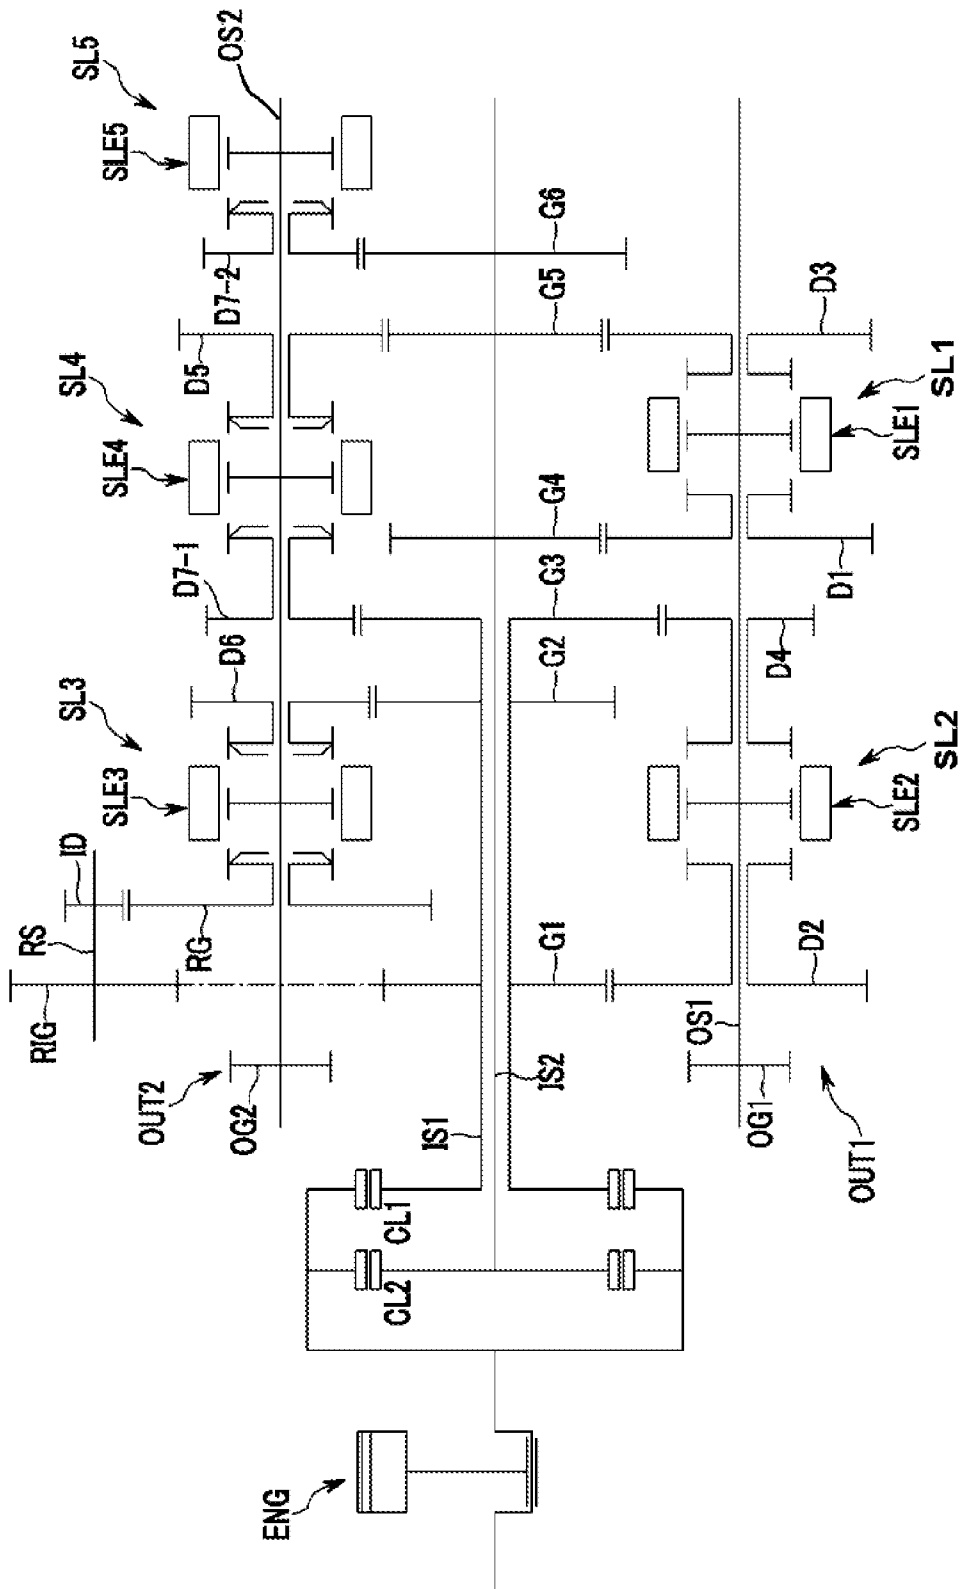 ENG
CL2
CL1
IS1
IS2
OUT2
OG2
OUT1
OG1
OS1
RIG
RS
ID
RG
G1
D2
SLE3
SL3
SLE2
SL2
D6
D7-1
G2
G3
D4
G4
D1
SLE4
SL4
SLE1
SL1
D5
D7-2
G5
G6
D3
SLE5
SL5
OS2